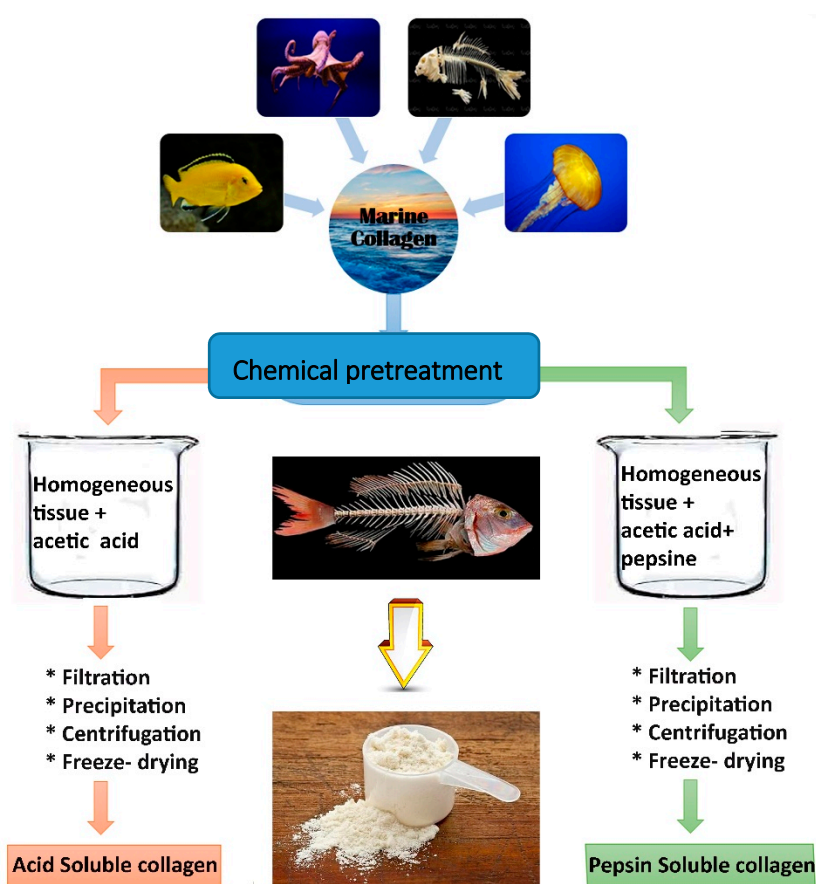 Marine
Collagen
Chemical pretreatment
Homogeneous
tissue +
acetic acid
Homogeneous
tissue +
acetic acid+
pepsine
* Filtration
* Precipitation
* Centrifugation
* Freeze- drying
* Filtration
* Precipitation
* Centrifugation
* Freeze- drying
Acid Soluble collagen
Pepsin Soluble collagen